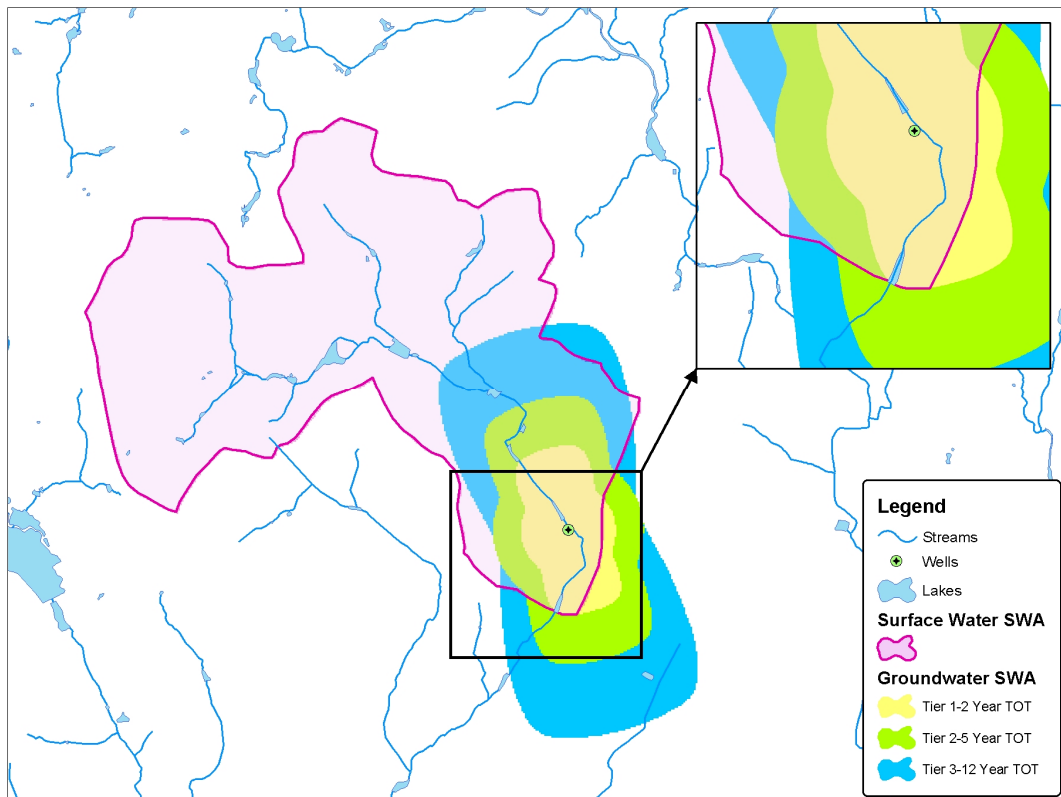 Legend
Streams
Wells
Lakes
Surface Water SWA
Groundwater SWA
Tier 1-2 Year TOT
Tier 2-5 Year TOT
Tier 3-12 Year TOT